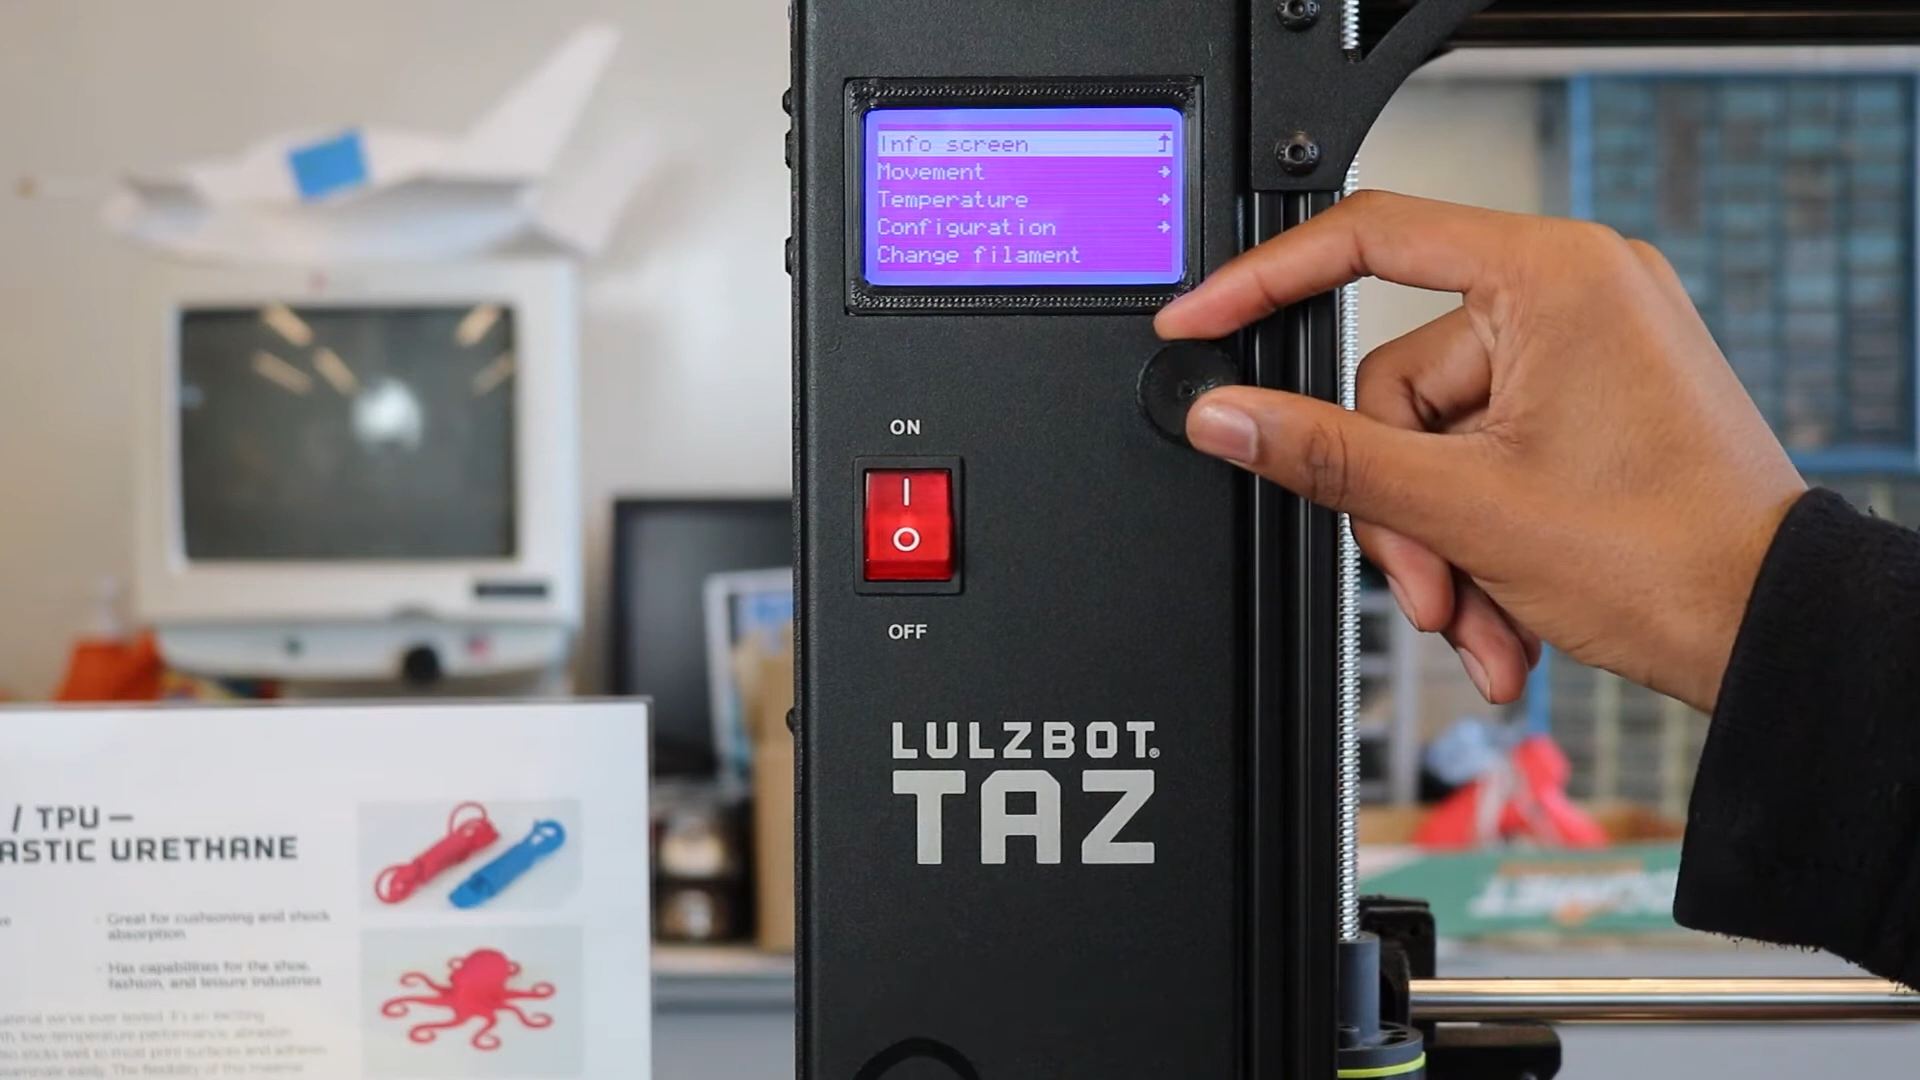 Info screen
Movement
Temperature
Configuration
Change filament
ON
I
O
OFF
LULZBOT®
TAZ
/ TPU —
ASTIC URETHANE
- Great for cushioning and shock
absorption
- Has capabilities for the shoe,
fashion, and leisure industries